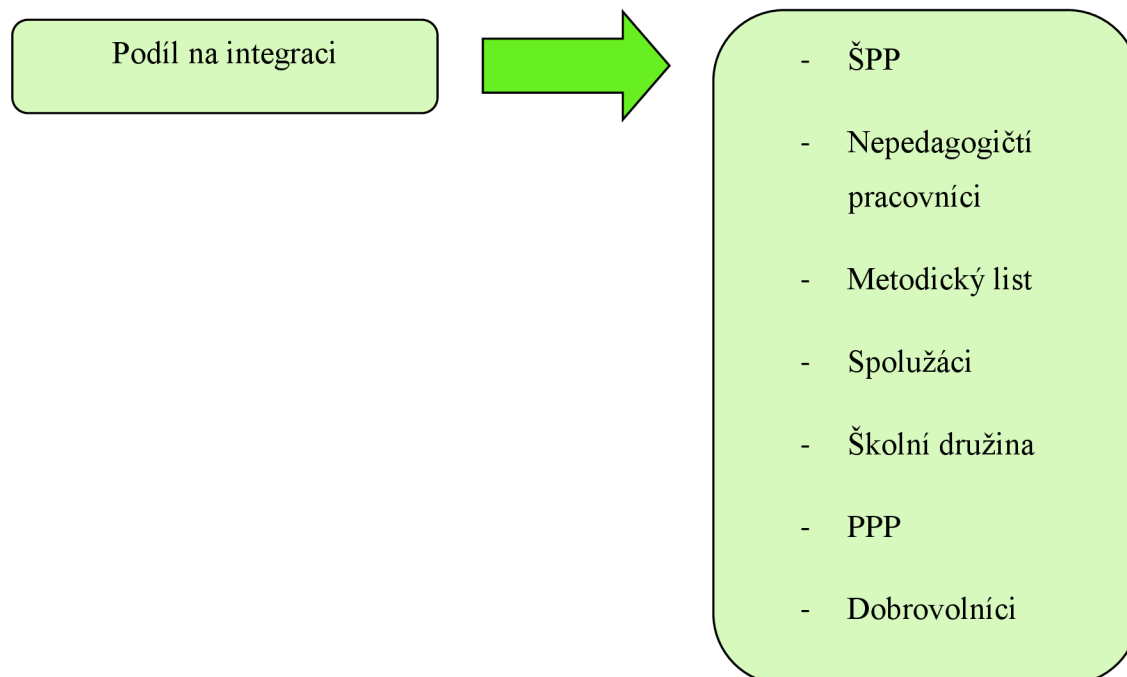 Podíl na integraci
- ŠPP
- Nepedagogičtí
pracovníci
- Metodický list
- Spolužáci
- Školní družina
- PPP
- Dobrovolníci